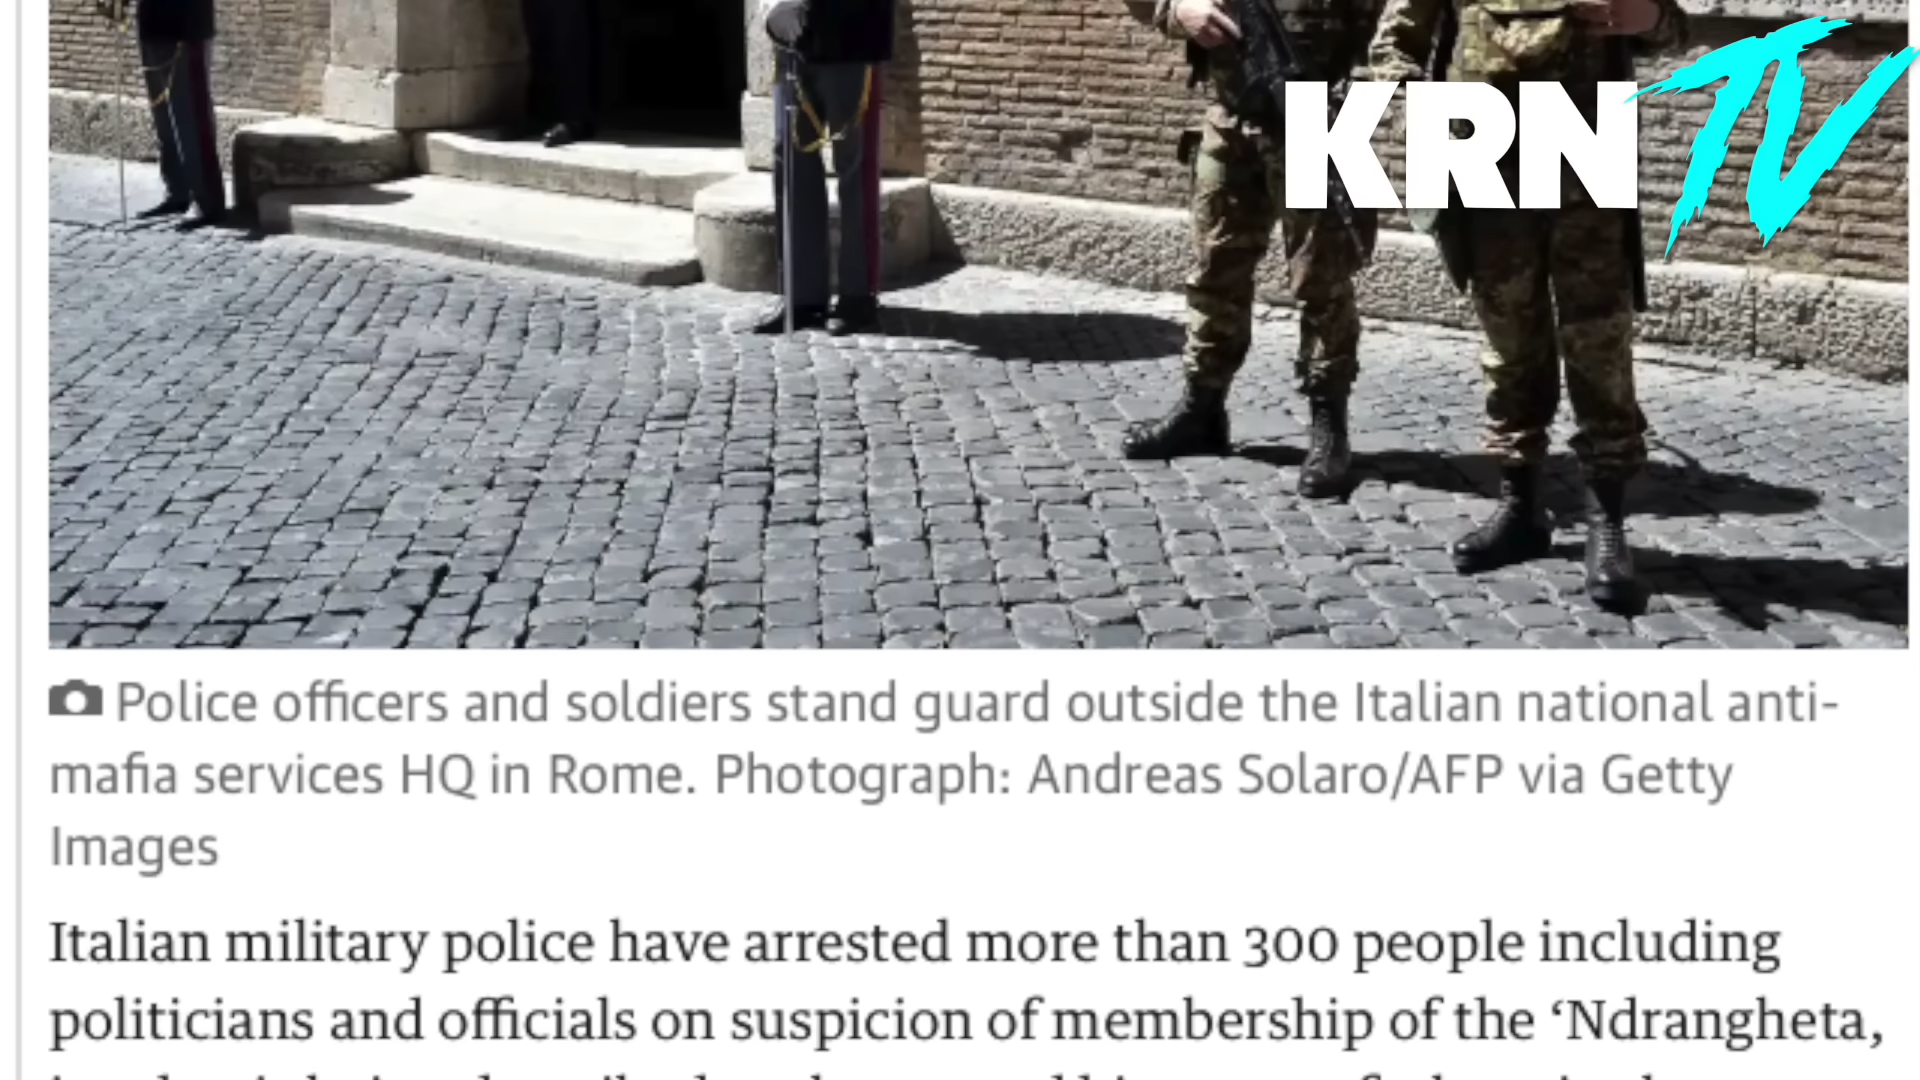 KRN TV
Police officers and soldiers stand guard outside the Italian national anti-
mafia services HQ in Rome. Photograph: Andreas Solaro/AFP via Getty
Images
Italian military police have arrested more than 300 people including
politicians and officials on suspicion of membership of the ‘Ndrangheta,